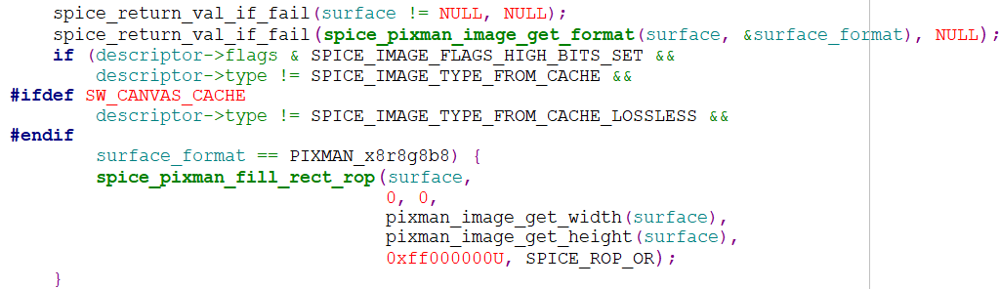 spice_return_val_if_fail(surface != NULL, NULL);
spice_return_val_if_fail(spice_pixman_image_get_format(surface, &surface_format), NULL);
if (descriptor->flags & SPICE_IMAGE_FLAGS_HIGH_BITS_SET &&
descriptor->type != SPICE_IMAGE_TYPE_FROM_CACHE &&
#ifdef SW_CANVAS_CACHE
descriptor->type != SPICE_IMAGE_TYPE_FROM_CACHE_LOSSLESS &&
#endif
surface_format == PIXMAN_x8r8g8b8) {
spice_pixman_fill_rect_rop(surface,
0, 0,
pixman_image_get_width(surface),
pixman_image_get_height(surface),
0xff000000U, SPICE_ROP_OR);
}